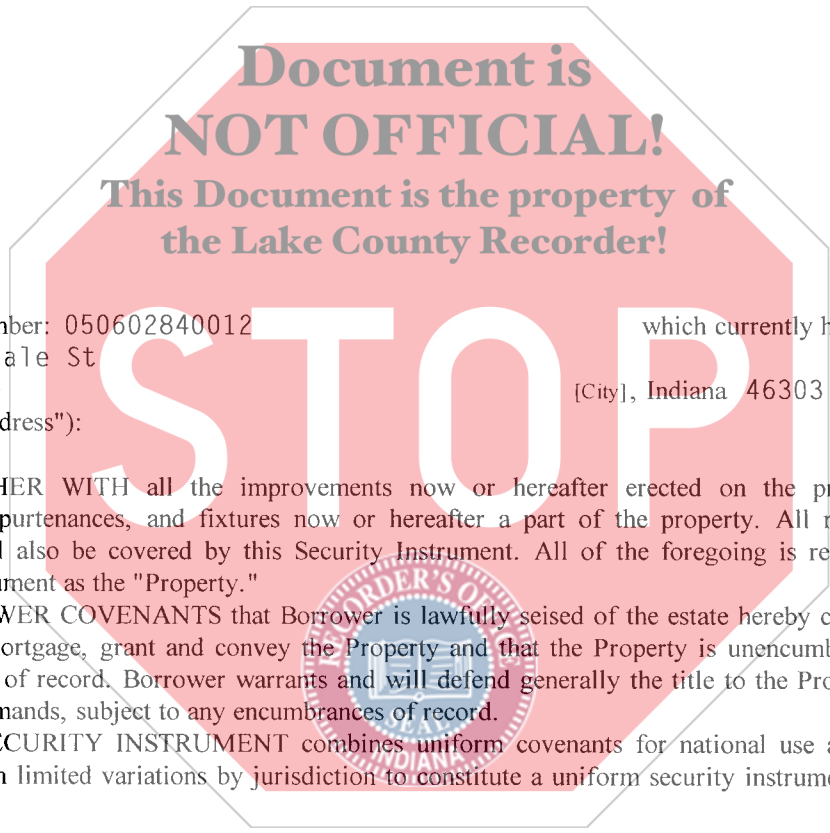 Document is
NOT OFFICIAL!
This Document is the property of
the Lake County Recorder!
STOP
nber: 050602840012 which currently h
ale St
[City], Indiana 46303
dress"):
HER WITH all the improvements now or hereafter erected on the pr
purtenances, and fixtures now or hereafter a part of the property. All r
l also be covered by this Security Instrument. All of the foregoing is re
ument as the "Property."
WER COVENANTS that Borrower is lawfully seised of the estate hereby c
ortgage, grant and convey the Property and that the Property is unencumb
of record. Borrower warrants and will defend generally the title to the Pro
mands, subject to any encumbrances of record.
ECURITY INSTRUMENT combines uniform covenants for national use a
n limited variations by jurisdiction to constitute a uniform security instrume
RECORDER'S OFFICE
SEAL
INDIANA